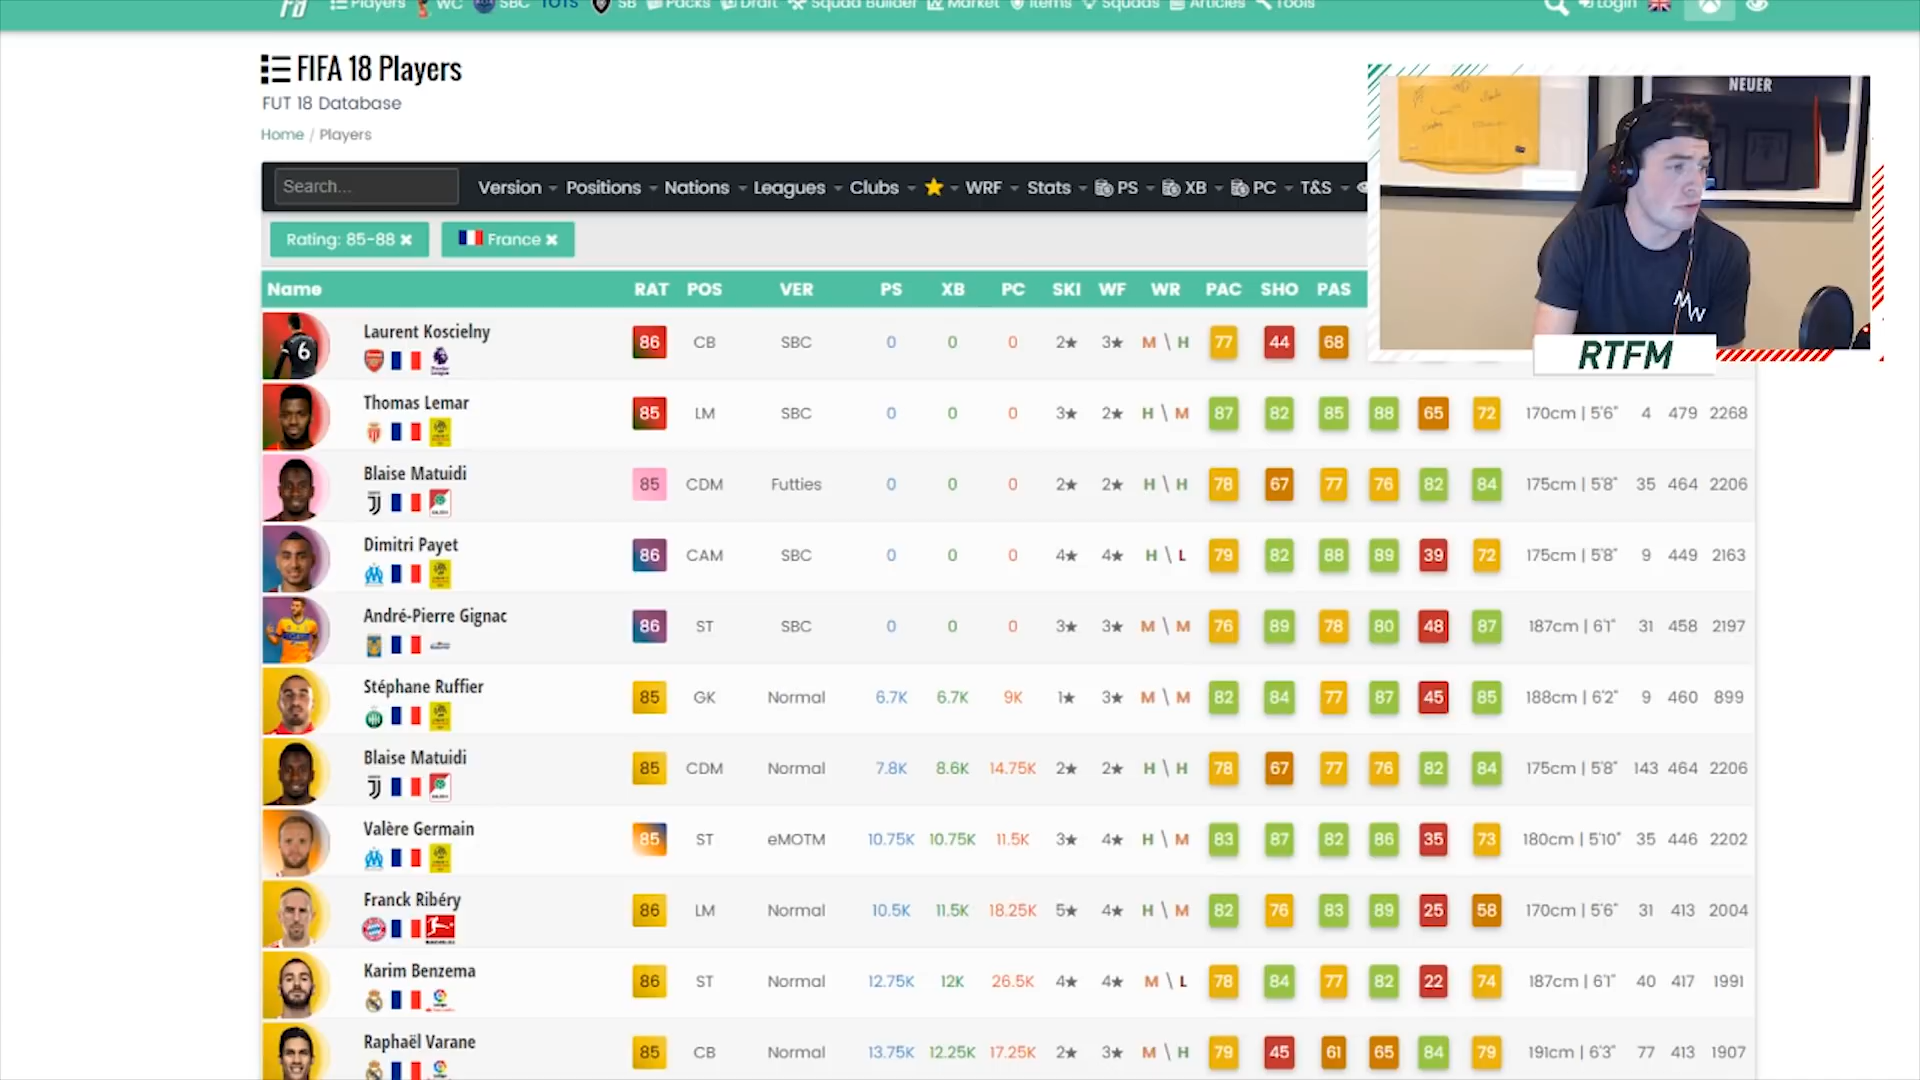 Players WC SBC TOTS SB Packs Draft Squad Builder Market Items Squads Articles Tools Login
FIFA 18 Players
FUT 18 Database
Home / Players
Search... Version Positions Nations Leagues Clubs WRF Stats PS XB PC T&S
Rating: 85-88 × France ×
Name RAT POS VER PS XB PC SKI WF WR PAC SHO PAS
Laurent Koscielny 86 CB SBC 0 0 0 2★ 3★ M \ H 77 44 68
Thomas Lemar 85 LM SBC 0 0 0 3★ 2★ H \ M 87 82 85 88 65 72 170cm | 5'6" 4 479 2268
Blaise Matuidi 85 CDM Futties 0 0 0 2★ 2★ H \ H 78 67 77 76 82 84 175cm | 5'8" 35 464 2206
Dimitri Payet 86 CAM SBC 0 0 0 4★ 4★ H \ L 79 82 88 89 39 72 175cm | 5'8" 9 449 2163
André-Pierre Gignac 86 ST SBC 0 0 0 3★ 3★ M \ M 76 89 78 80 48 87 187cm | 6'1" 31 458 2197
Stéphane Ruffier 85 GK Normal 6.7K 6.7K 9K 1★ 3★ M \ M 82 84 77 87 45 85 188cm | 6'2" 9 460 899
Blaise Matuidi 85 CDM Normal 7.8K 8.6K 14.75K 2★ 2★ H \ H 78 67 77 76 82 84 175cm | 5'8" 143 464 2206
Valère Germain 85 ST eMOTM 10.75K 10.75K 11.5K 3★ 4★ H \ M 83 87 82 86 35 73 180cm | 5'10" 35 446 2202
Franck Ribéry 86 LM Normal 10.5K 11.5K 18.25K 5★ 4★ H \ M 82 76 83 89 25 58 170cm | 5'6" 31 413 2004
Karim Benzema 86 ST Normal 12.75K 12K 26.5K 4★ 4★ M \ L 78 84 77 82 22 74 187cm | 6'1" 40 417 1991
Raphaël Varane 85 CB Normal 13.75K 12.25K 17.25K 2★ 3★ M \ H 79 45 61 65 84 79 191cm | 6'3" 77 413 1907
6
NEUER
MW
RTFM